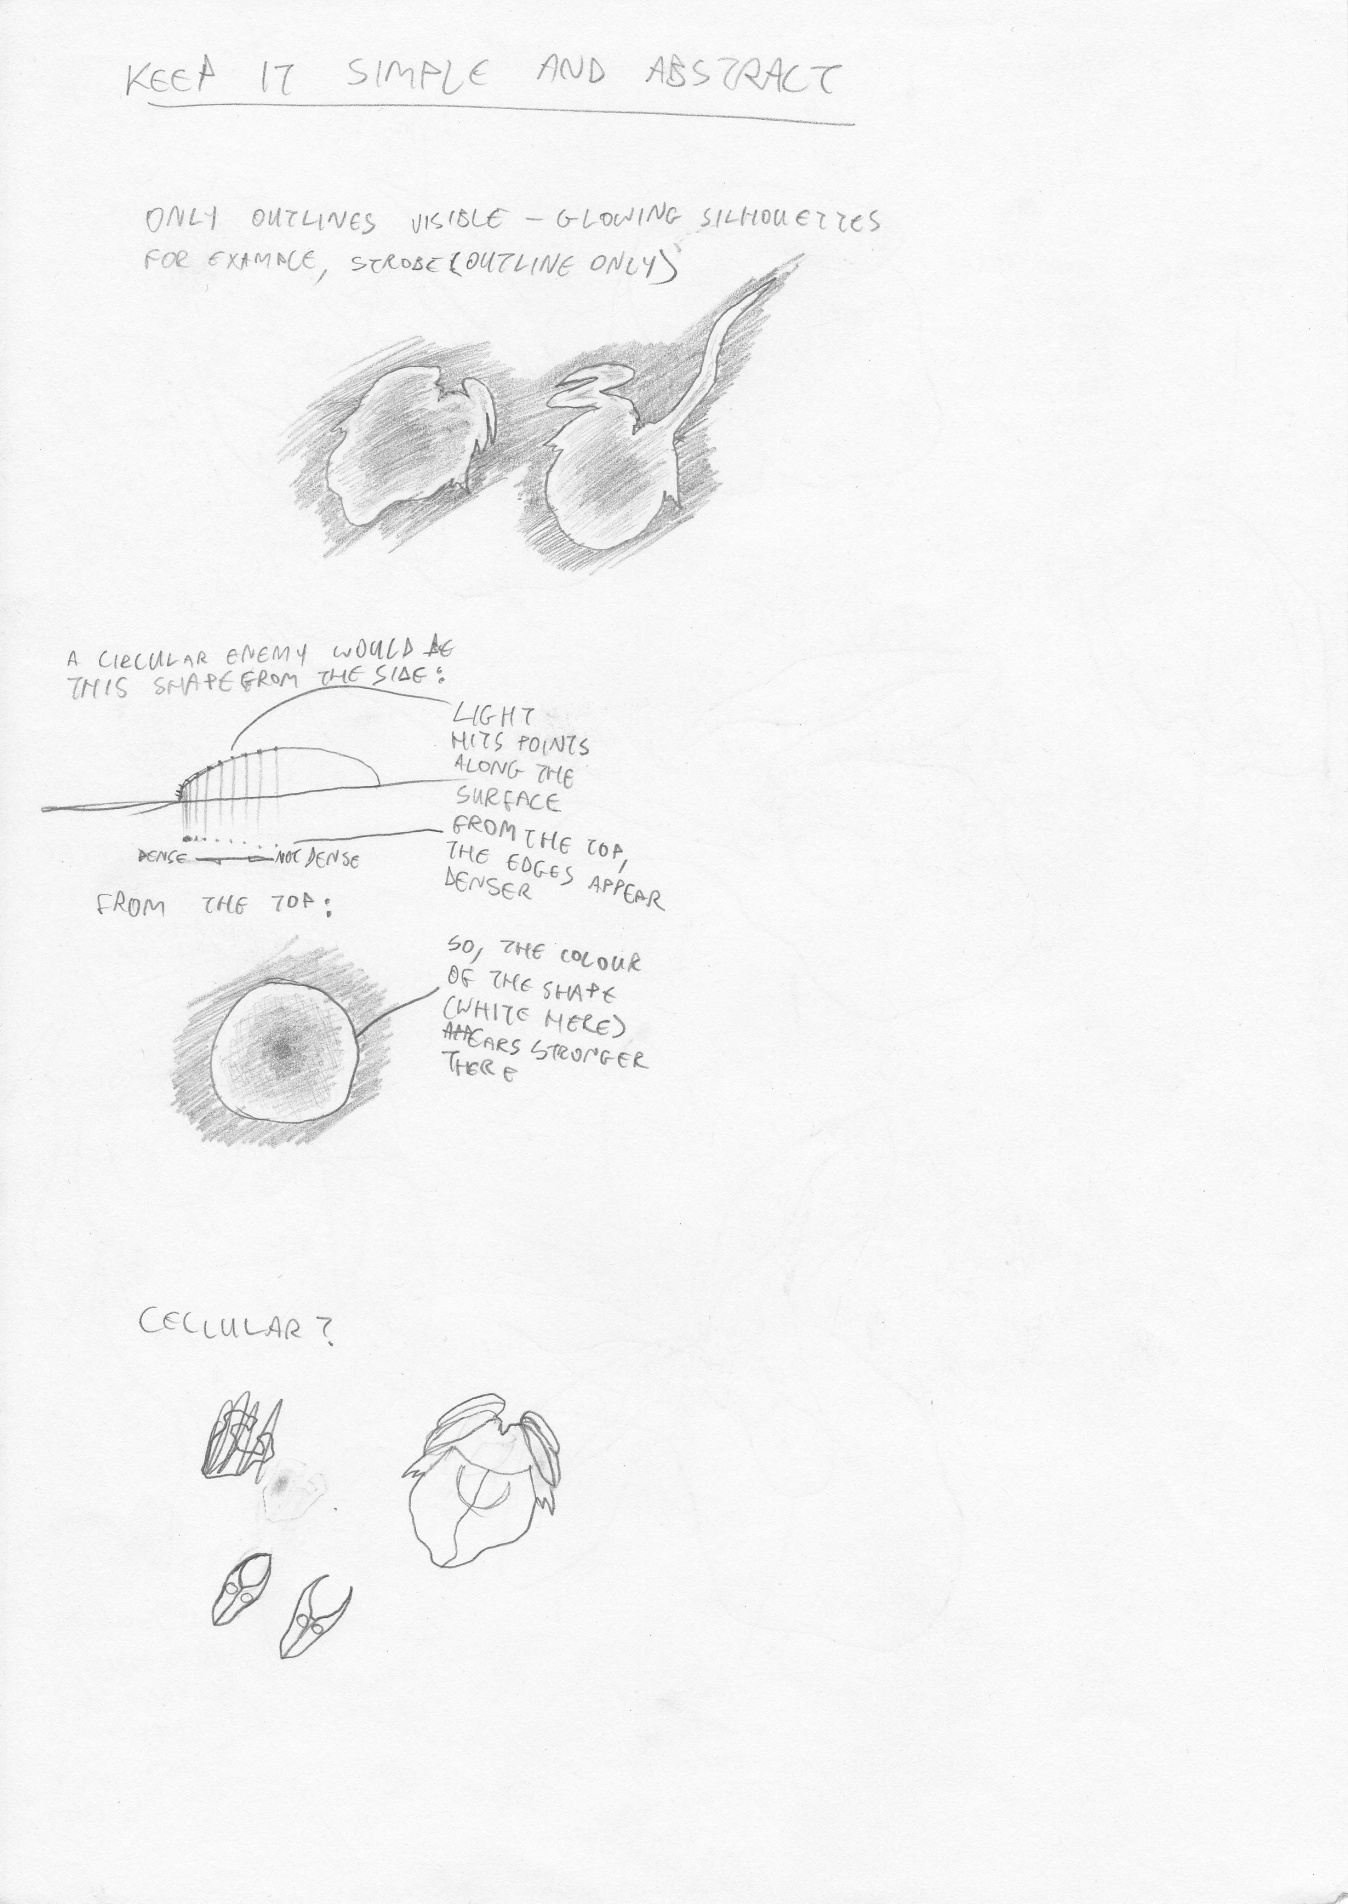 KEEP IT SIMPLE AND ABSTRACT
ONLY OUTLINES VISIBLE – GLOWING SILHOUETTES
FOR EXAMPLE, STROBE (OUTLINE ONLY)
A CIRCULAR ENEMY WOULD BE
THIS SHAPE FROM THE SIDE:
LIGHT
HITS POINTS
ALONG THE
SURFACE
FROM THE TOP,
THE EDGES APPEAR
DENSER
DENSE NOT DENSE
FROM THE TOP:
SO, THE COLOUR
OF THE SHAPE
(WHITE HERE)
APPEARS STRONGER
THERE
CELLULAR?